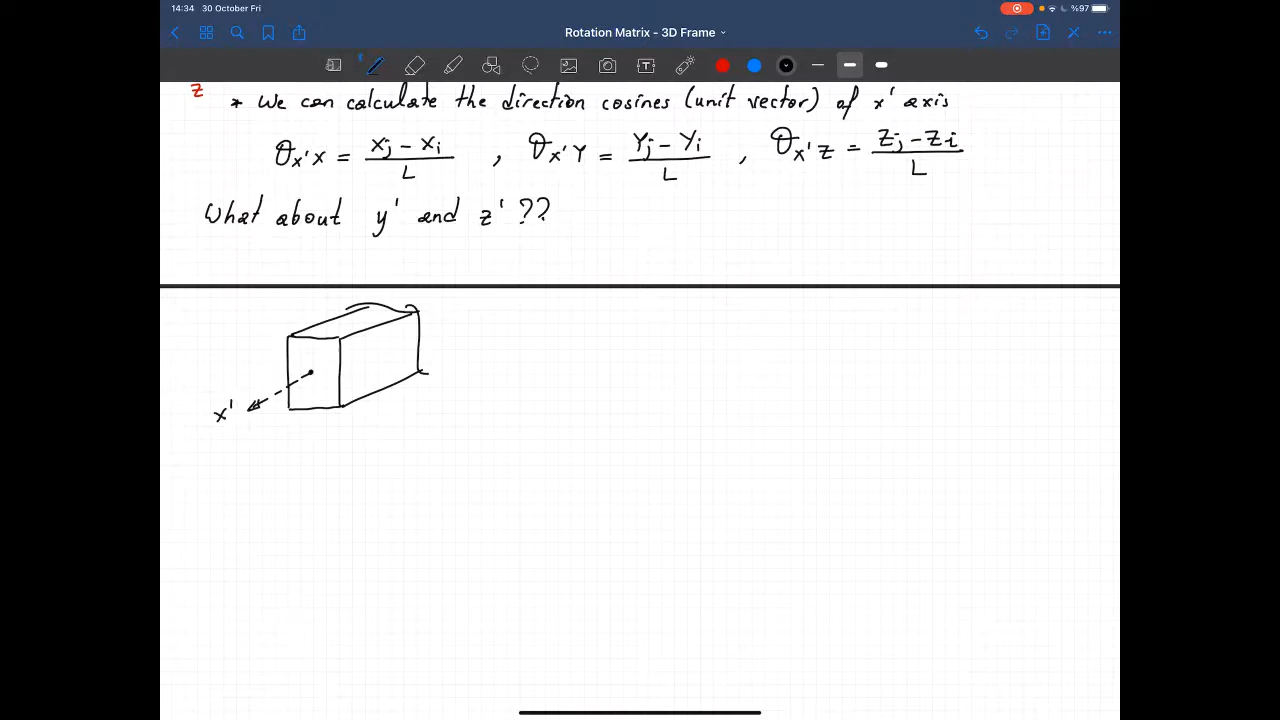 14:34 30 October Fri %97
Rotation Matrix - 3D Frame
z * We can calculate the direction cosines (unit vector) of x' axis
θx'X = Xj - Xi / L , θx'Y = Yj - Yi / L , θx'Z = Zj - Zi / L
What about y' and z' ??
x'